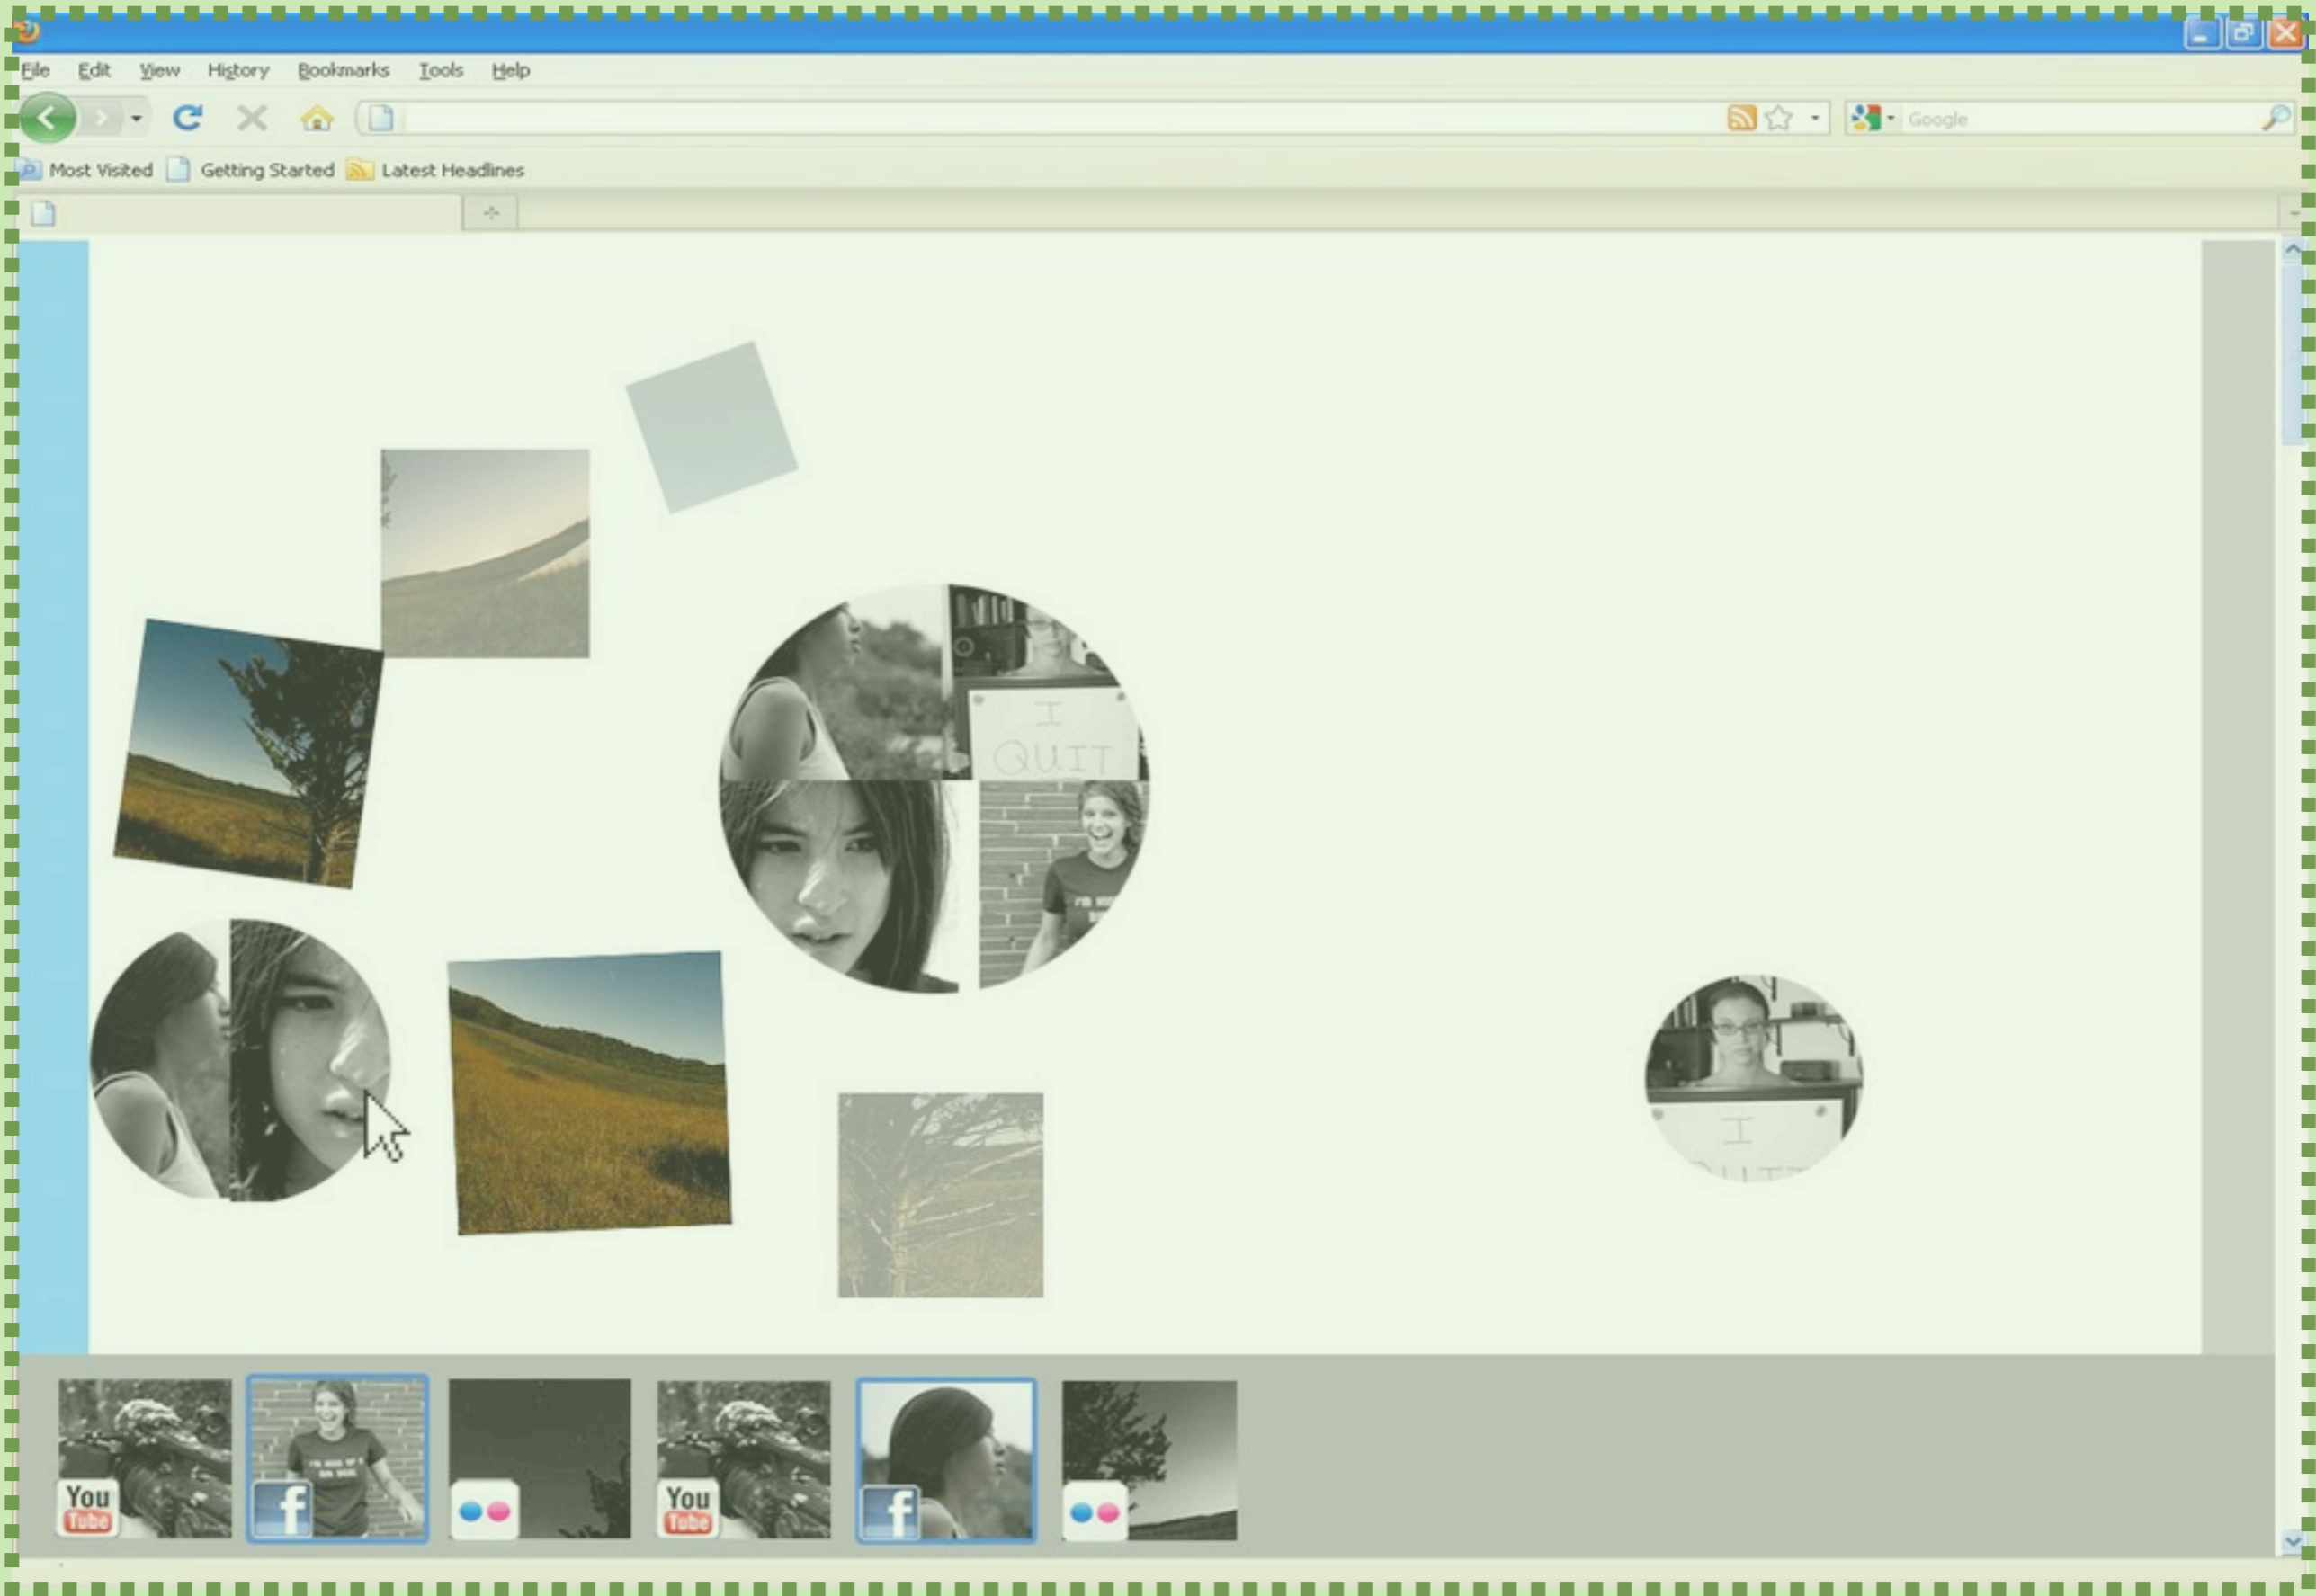 File Edit View History Bookmarks Tools Help
Google
Most Visited Getting Started Latest Headlines
I
QUIT
I
You
Tube
f
You
Tube
f